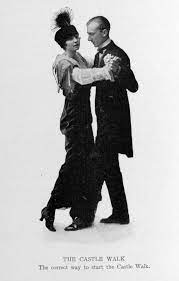 THE CASTLE WALK
The correct way to start the Castle Walk.